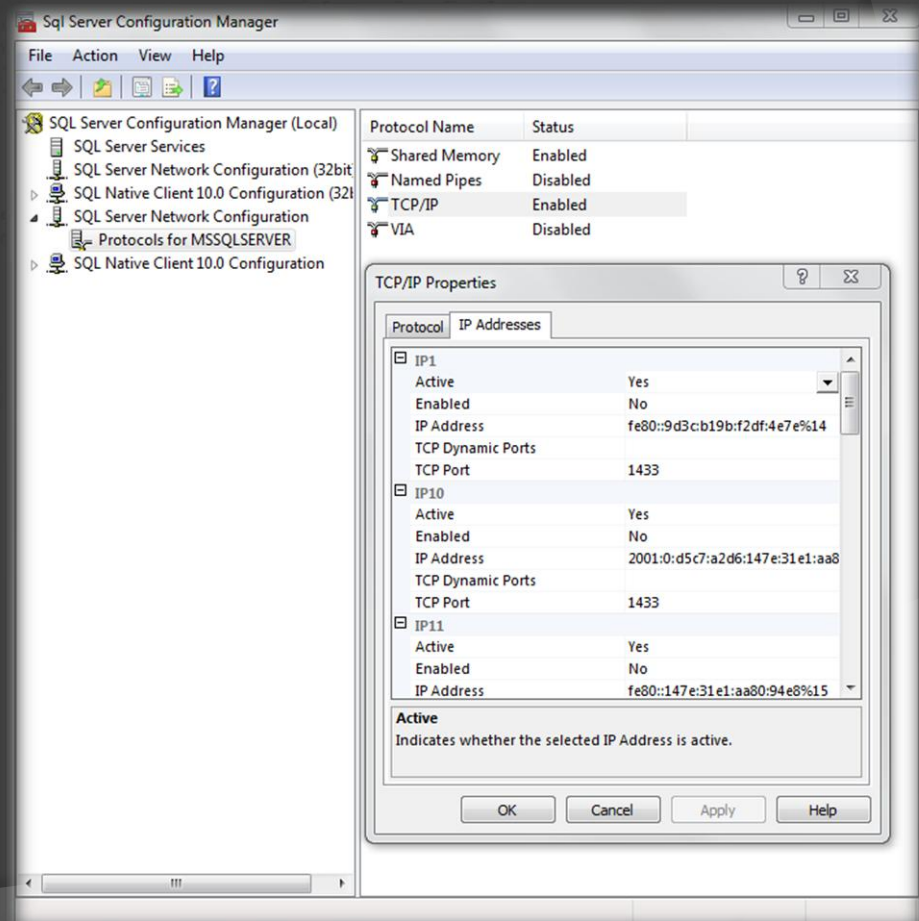 Sql Server Configuration Manager
File Action View Help
SQL Server Configuration Manager (Local)
SQL Server Services
SQL Server Network Configuration (32bit
SQL Native Client 10.0 Configuration (32b
SQL Server Network Configuration
Protocols for MSSQLSERVER
SQL Native Client 10.0 Configuration
Protocol Name Status
Shared Memory Enabled
Named Pipes Disabled
TCP/IP Enabled
VIA Disabled
TCP/IP Properties
Protocol IP Addresses
IP1
Active Yes
Enabled No
IP Address fe80::9d3c:b19b:f2df:4e7e%14
TCP Dynamic Ports
TCP Port 1433
IP10
Active Yes
Enabled No
IP Address 2001:0:d5c7:a2d6:147e:31e1:aa8
TCP Dynamic Ports
TCP Port 1433
IP11
Active Yes
Enabled No
IP Address fe80::147e:31e1:aa80:94e8%15
Active
Indicates whether the selected IP Address is active.
OK Cancel Apply Help